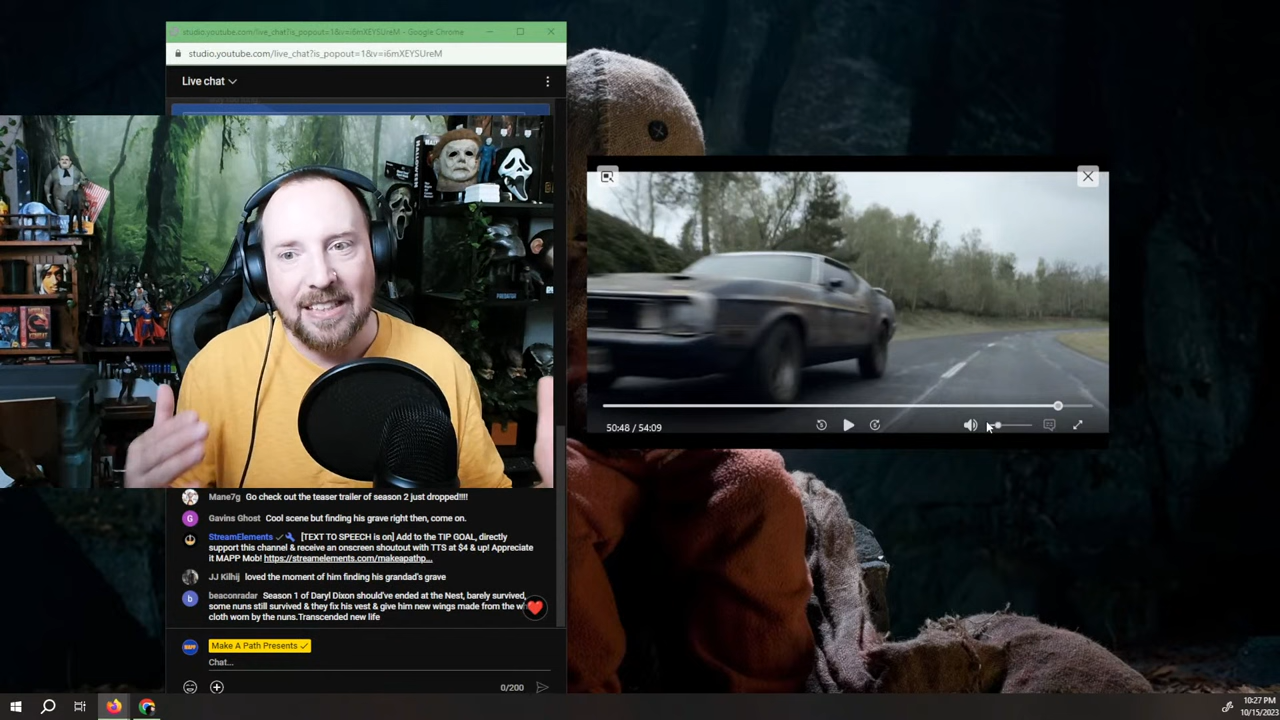 studio.youtube.com/live_chat?is_popout=1&v=i6mXEYSUreM - Google Chrome
studio.youtube.com/live_chat?is_popout=1&v=i6mXEYSUreM
Live chat
HALLOWEEN
PREDATOR
50:48 / 54:09
Mane7g Go check out the teaser trailer of season 2 just dropped!!!!
G Gavins Ghost Cool scene but finding his grave right then, come on.
StreamElements [TEXT TO SPEECH is on] Add to the TIP GOAL, directly
support this channel & receive an onscreen shoutout with TTS at $4 & up! Appreciate
it MAPP Mob! https://streamelements.com/makeapathp...
JJ Kilhij loved the moment of him finding his grandad's grave
b beaconradar Season 1 of Daryl Dixon should've ended at the Nest, barely survived,
some nuns still survived & they fix his vest & give him new wings made from the
cloth worn by the nuns.Transcended new life
Make A Path Presents
Chat...
0/200
10:27 PM
10/15/2023